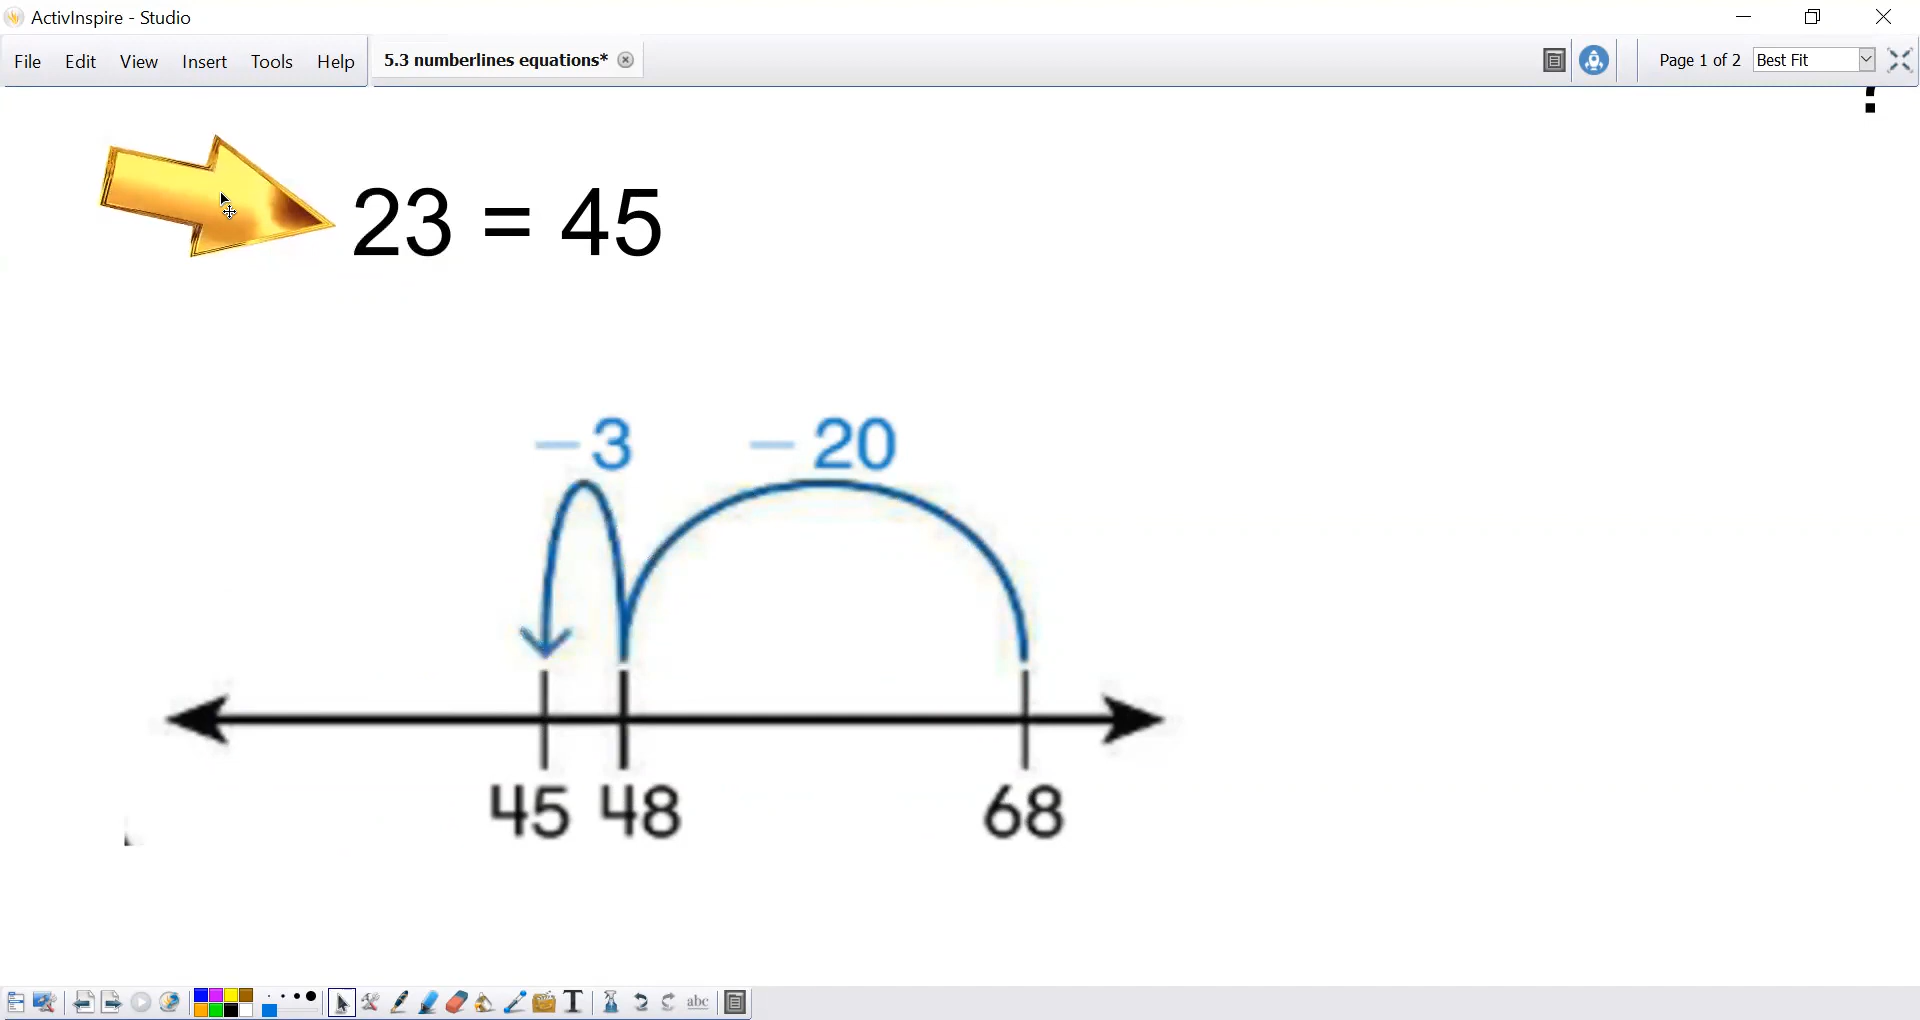 ActivInspire - Studio
File Edit View Insert Tools Help
5.3 numberlines equations*
Page 1 of 2
Best Fit
?
23 = 45
−3 − 20
45 48 68
T abc